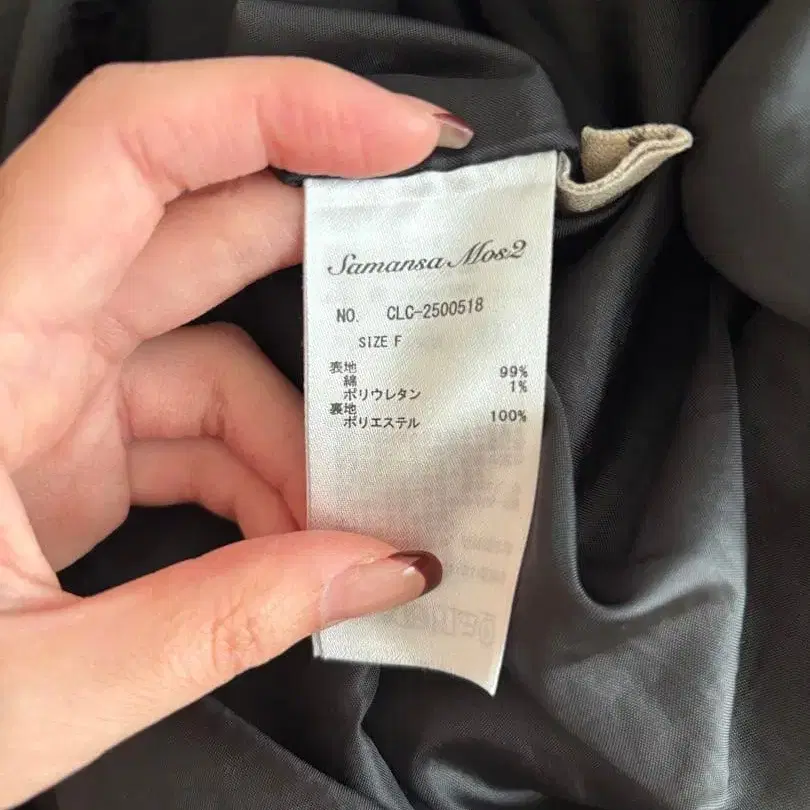 Samansa Mos2
NO. CLC-2500518
SIZE F
表地
綿 99%
ポリウレタン 1%
裏地
ポリエステル 100%